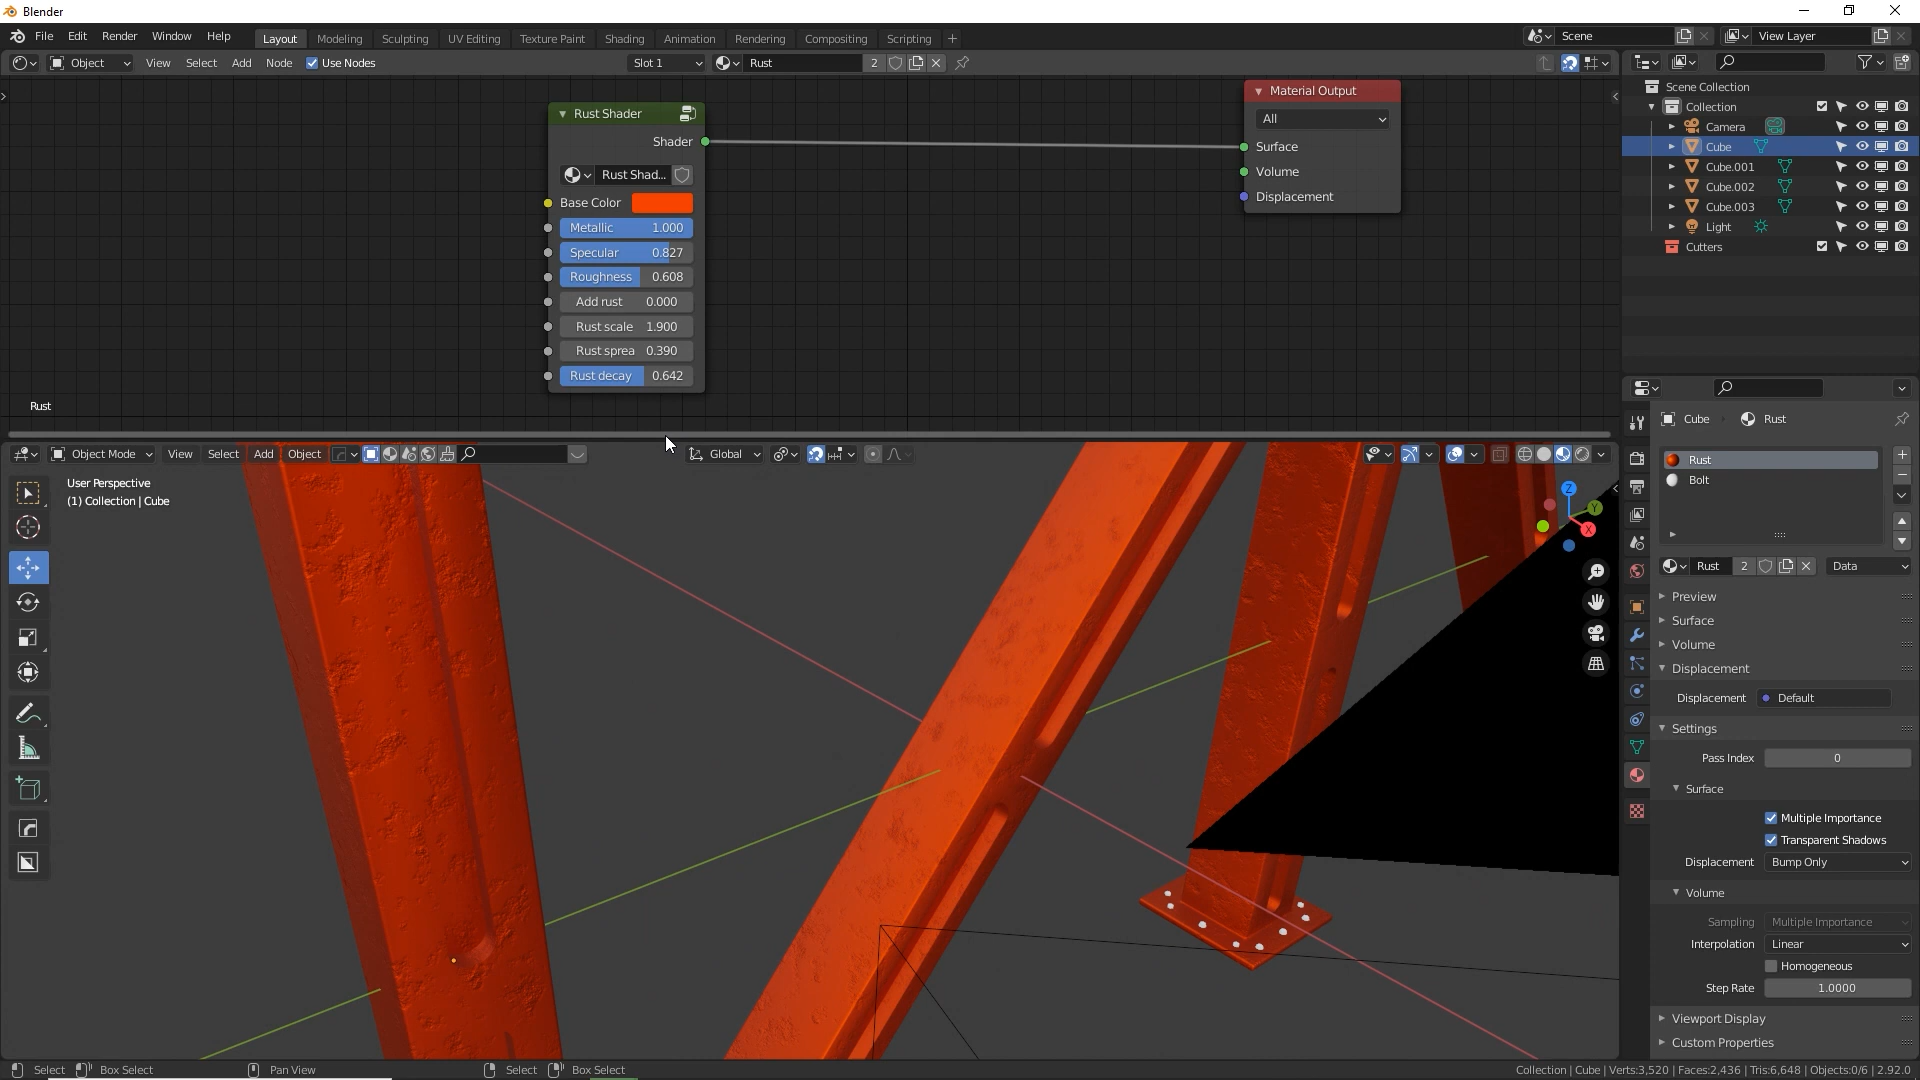 Blender
File Edit Render Window Help Layout Modeling Sculpting UV Editing Texture Paint Shading Animation Rendering Compositing Scripting + Scene View Layer
Object View Select Add Node Use Nodes Slot 1 Rust 2
Material Output
All
Surface
Volume
Displacement
Rust Shader
Shader
Rust Shad...
Base Color
Metallic 1.000
Specular 0.827
Roughness 0.608
Add rust 0.000
Rust scale 1.900
Rust sprea 0.390
Rust decay 0.642
Rust
Scene Collection
Collection
Camera
Cube
Cube.001
Cube.002
Cube.003
Light
Cutters
Object Mode View Select Add Object Global
User Perspective
(1) Collection | Cube
Z
Y
X
Cube Rust
Rust
Bolt
Rust 2 Data
Preview
Surface
Volume
Displacement
Displacement Default
Settings
Pass Index 0
Surface
Multiple Importance
Transparent Shadows
Displacement Bump Only
Volume
Sampling Multiple Importance
Interpolation Linear
Homogeneous
Step Rate 1.0000
Viewport Display
Custom Properties
Select Box Select Pan View Select Box Select Collection | Cube | Verts:3,520 | Faces:2,436 | Tris:6,648 | Objects:0/6 | 2.92.0